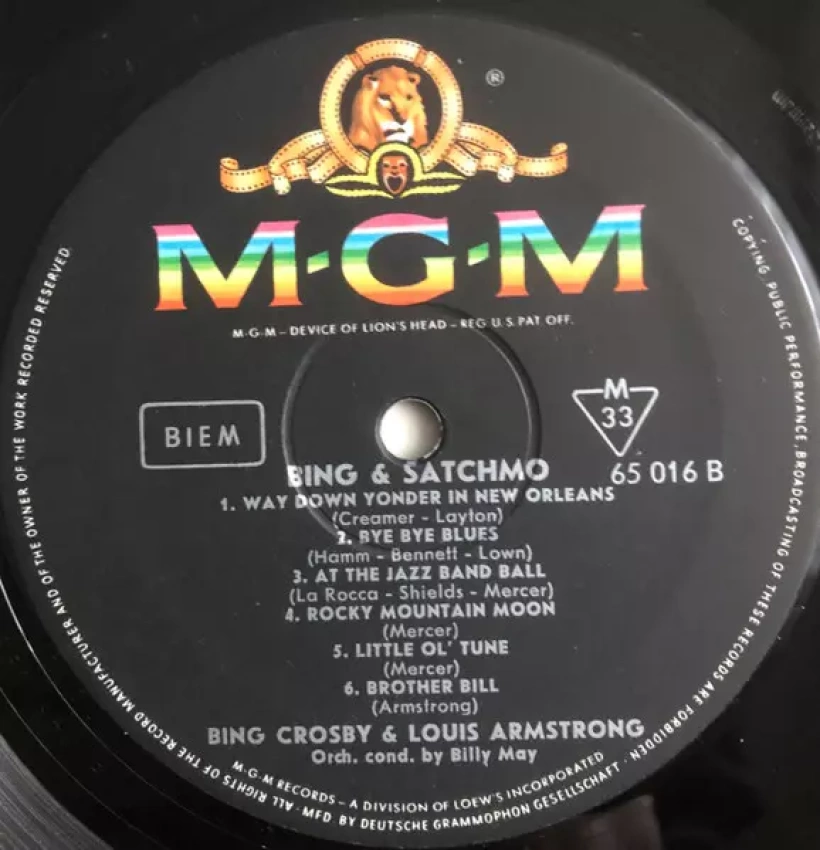 ®
M-G-M
M-G-M – DEVICE OF LION'S HEAD – REG. U.S. PAT. OFF.
BIEM
M
33
BING & SATCHMO
65 016 B
1. WAY DOWN YONDER IN NEW ORLEANS
(Creamer - Layton)
2. BYE BYE BLUES
(Hamm - Bennett - Lown)
3. AT THE JAZZ BAND BALL
(La Rocca - Shields - Mercer)
4. ROCKY MOUNTAIN MOON
(Mercer)
5. LITTLE OL' TUNE
(Mercer)
6. BROTHER BILL
(Armstrong)
BING CROSBY & LOUIS ARMSTRONG
Orch. cond. by Billy May
M-G-M RECORDS – A DIVISION OF LOEW'S INCORPORATED
MFD. BY DEUTSCHE GRAMMOPHON GESELLSCHAFT · ALL RIGHTS OF THE RECORD MANUFACTURER AND OF THE OWNER OF THE WORK RECORDED RESERVED. COPYING, PUBLIC PERFORMANCE, BROADCASTING OF THESE RECORDS ARE FORBIDDEN ·